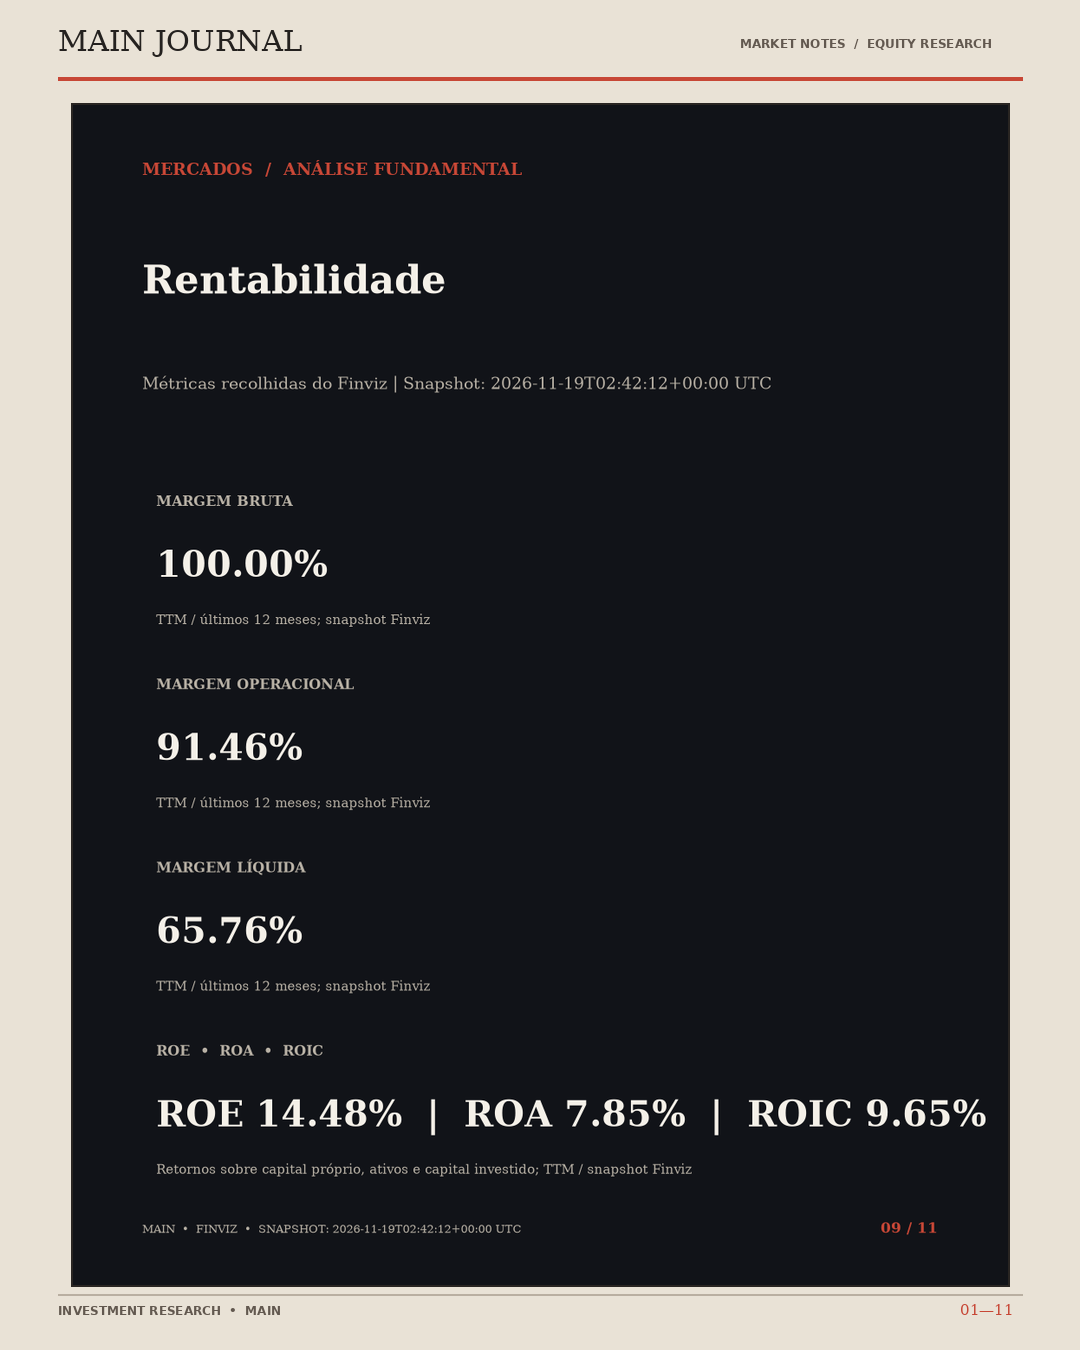 MAIN JOURNAL
MARKET NOTES / EQUITY RESEARCH
MERCADOS / ANÁLISE FUNDAMENTAL
Rentabilidade
Métricas recolhidas do Finviz | Snapshot: 2026-11-19T02:42:12+00:00 UTC
MARGEM BRUTA
100.00%
TTM / últimos 12 meses; snapshot Finviz
MARGEM OPERACIONAL
91.46%
TTM / últimos 12 meses; snapshot Finviz
MARGEM LÍQUIDA
65.76%
TTM / últimos 12 meses; snapshot Finviz
ROE • ROA • ROIC
ROE 14.48% | ROA 7.85% | ROIC 9.65%
Retornos sobre capital próprio, ativos e capital investido; TTM / snapshot Finviz
MAIN • FINVIZ • SNAPSHOT: 2026-11-19T02:42:12+00:00 UTC
09 / 11
INVESTMENT RESEARCH • MAIN
01—11